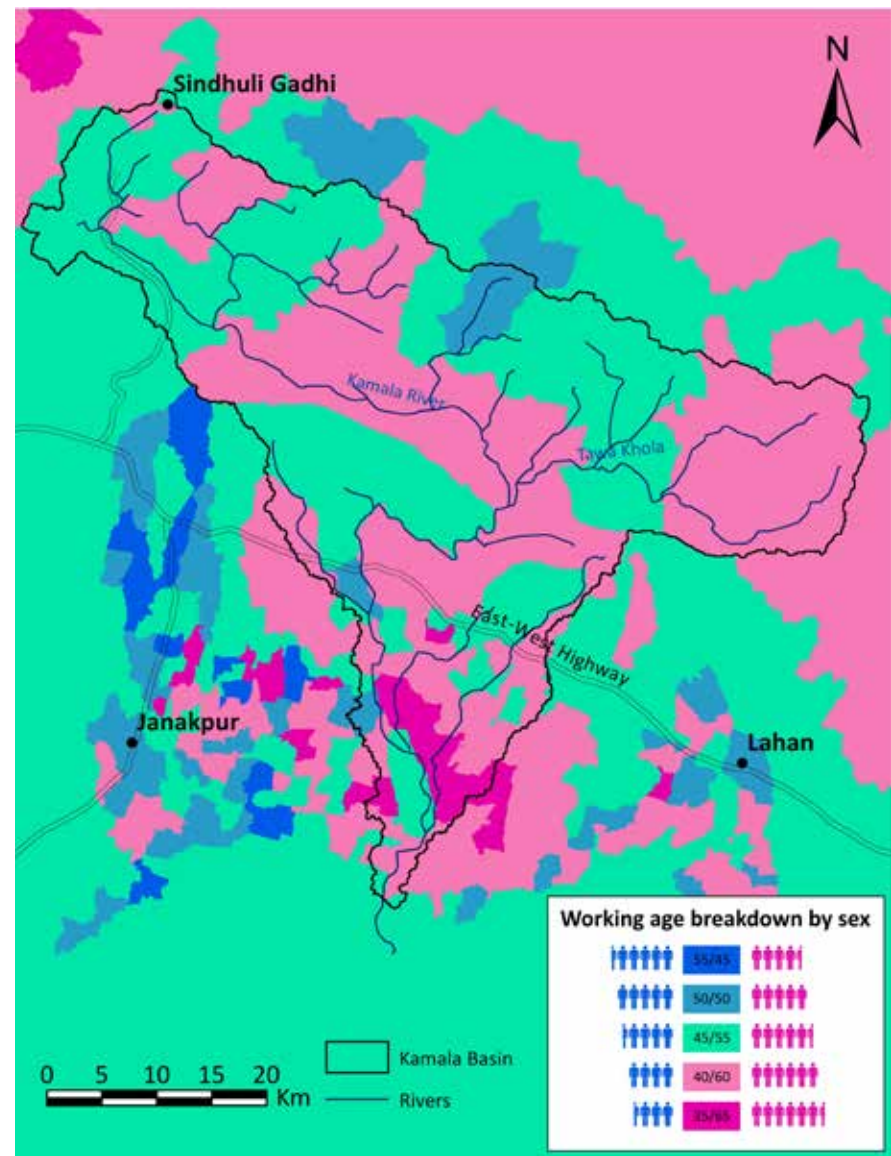 Sindhuli Gadhi
N
Kamala River
Tawa Khola
East-West Highway
Janakpur
Lahan
Working age breakdown by sex
55/45
50/50
45/55
40/60
35/65
0 5 10 15 20
Km
Kamala Basin
Rivers